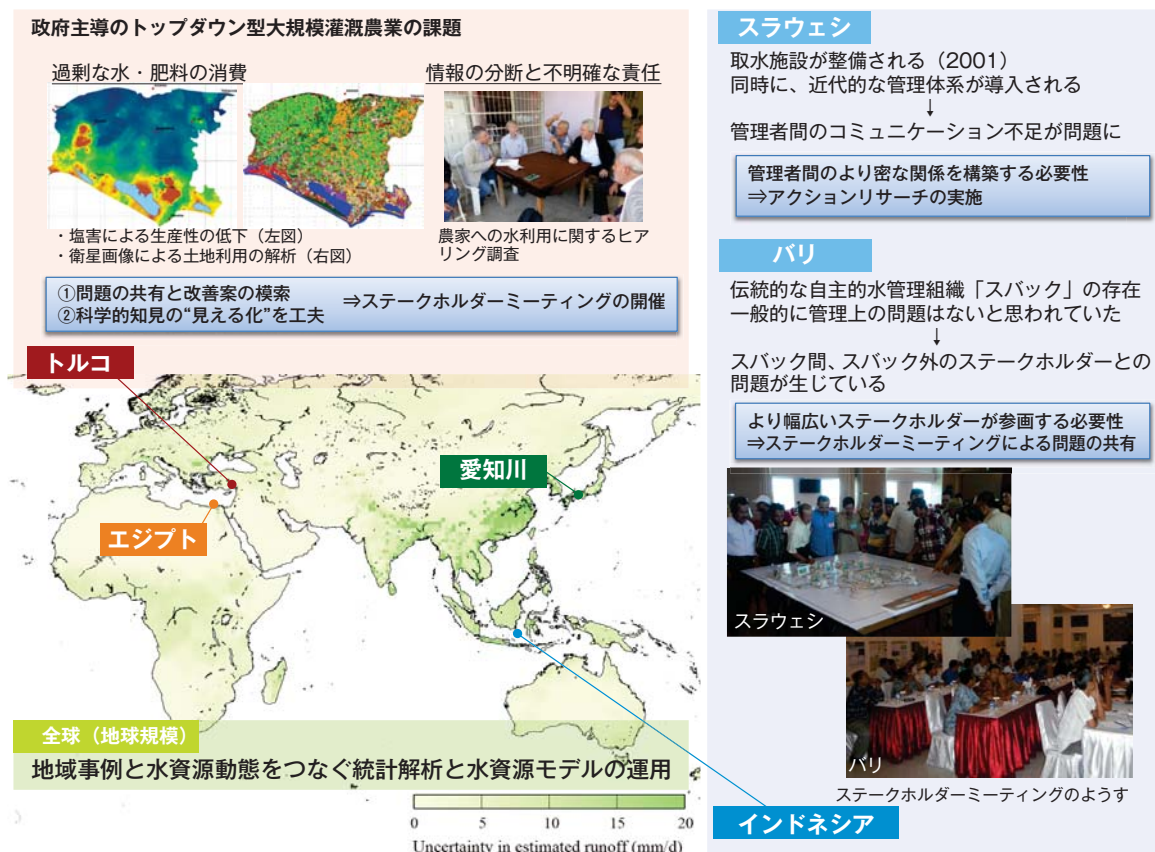 政府主導のトップダウン型大規模灌漑農業の課題
過剰な水・肥料の消費
情報の分断と不明確な責任
・塩害による生産性の低下（左図）
・衛星画像による土地利用の解析（右図）
農家への水利用に関するヒア
リング調査
①問題の共有と改善案の模索
②科学的知見の“見える化”を工夫
⇒ステークホルダーミーティングの開催
トルコ
エジプト
愛知川
全球（地球規模）
地域事例と水資源動態をつなぐ統計解析と水資源モデルの運用
0 5 10 15 20
Uncertainty in estimated runoff (mm/d)
スラウェシ
取水施設が整備される（2001）
同時に、近代的な管理体系が導入される
↓
管理者間のコミュニケーション不足が問題に
管理者間のより密な関係を構築する必要性
⇒アクションリサーチの実施
バリ
伝統的な自主的水管理組織「スバック」の存在
一般的に管理上の問題はないと思われていた
↓
スバック間、スバック外のステークホルダーとの
問題が生じている
より幅広いステークホルダーが参画する必要性
⇒ステークホルダーミーティングによる問題の共有
スラウェシ
バリ
ステークホルダーミーティングのようす
インドネシア